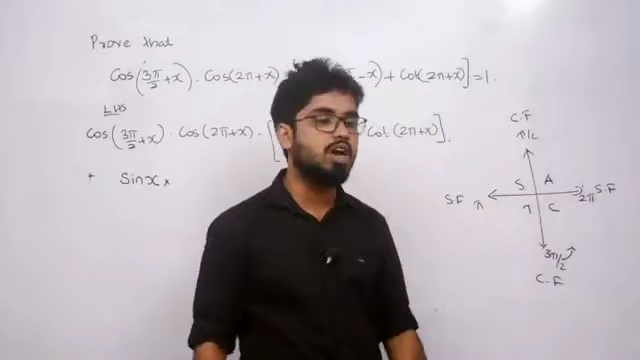 Prove that
Cos(3π/2+x) . Cos(2π+x) π-x)+Cot(2π+x)]=1.
LHS
Cos(3π/2+x) . Cos(2π+x) . [ Cot(2π+x)].
+ Sinx x
C.F
π/2
S A
SF π 2π S.F
T C
3π/2
C.F